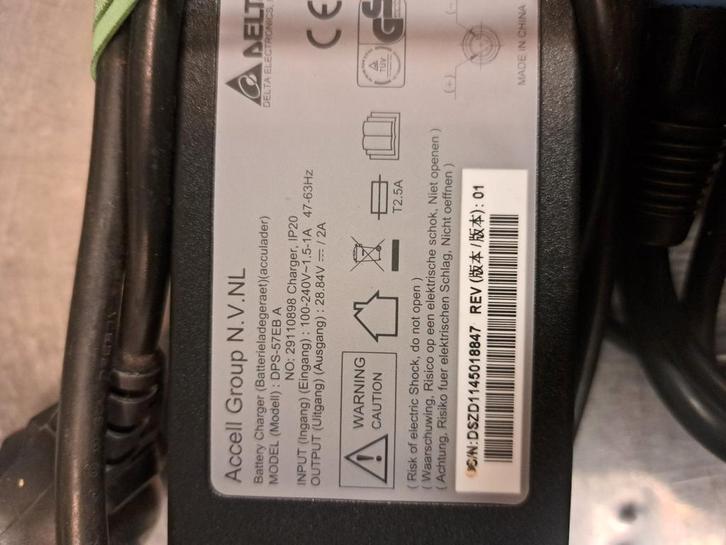 DELT
DELTA ELECTRONICS, I
CE
GS
TÜV
(+) (−)
MADE IN CHINA
Accell Group N.V.NL
Battery Charger (Batterieladegeraet)(acculader)
MODEL (Modell) : DPS-57EB A
NO: 29110898 Charger, IP20
INPUT (Ingang) (Eingang) : 100-240V~1.5-1A 47-63Hz
OUTPUT (Uitgang) (Ausgang) : 28.84V⎓/ 2A
T2.5A
WARNING
CAUTION
( Risk of electric Shock, do not open )
( Waarschuwing, Risico op een elektrische schok, Niet openen )
( Achtung, Risiko fuer elektrischen Schlag, Nicht oeffnen )
S/N:DSZD1145018847 REV (版本/版本): 01